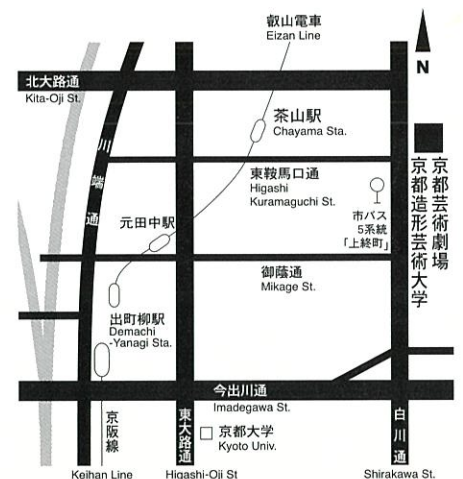 叡山電車
Eizan Line
N
北大路通
Kita-Oji St.
茶山駅
Chayama Sta.
川端通
東鞍馬口通
Higashi
Kuramaguchi St.
市バス
5系統
「上終町」
京都芸術劇場
京都造形芸術大学
元田中駅
御蔭通
Mikage St.
出町柳駅
Demachi
-Yanagi Sta.
今出川通
Imadegawa St.
京阪線
Keihan Line
東大路通
Higashi-Oji St
京都大学
Kyoto Univ.
白川通
Shirakawa St.